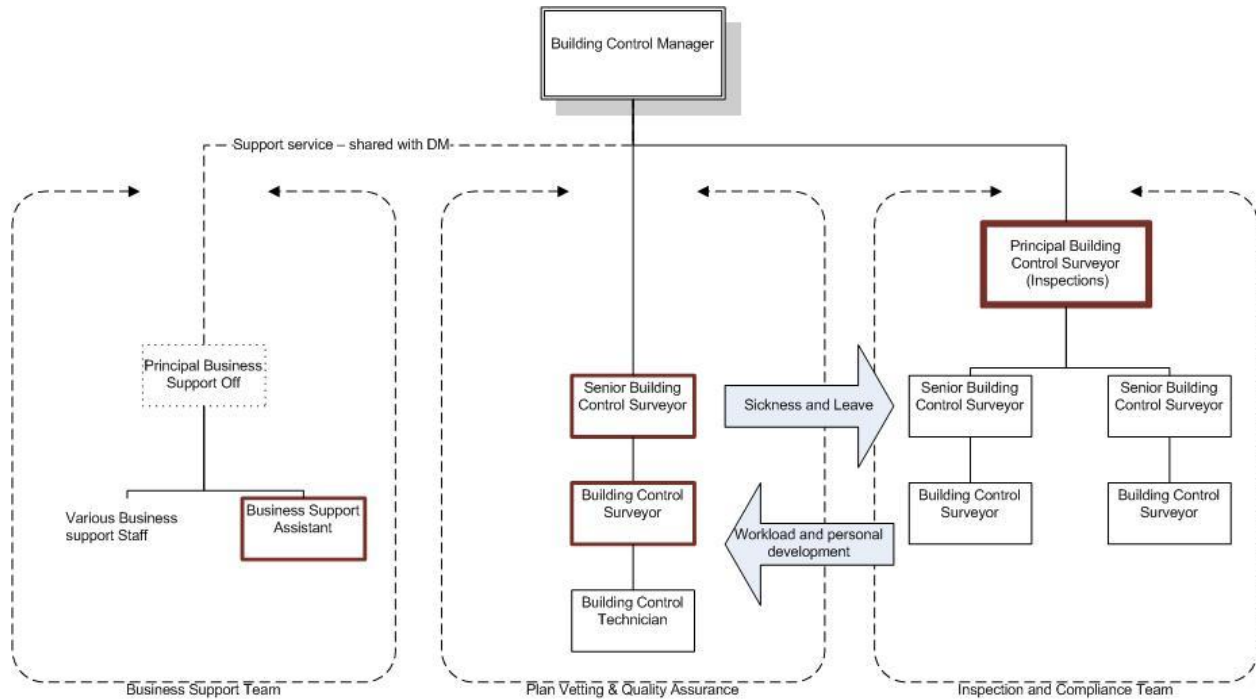 Building Control Manager
Support service – shared with DM
Principal Building
Control Surveyor
(Inspections)
Principal Business
Support Off
Senior Building
Control Surveyor
Sickness and Leave
Senior Building
Control Surveyor
Senior Building
Control Surveyor
Various Business
support Staff
Business Support
Assistant
Building Control
Surveyor
Workload and personal
development
Building Control
Surveyor
Building Control
Surveyor
Building Control
Technician
Business Support Team
Plan Vetting & Quality Assurance
Inspection and Compliance Team